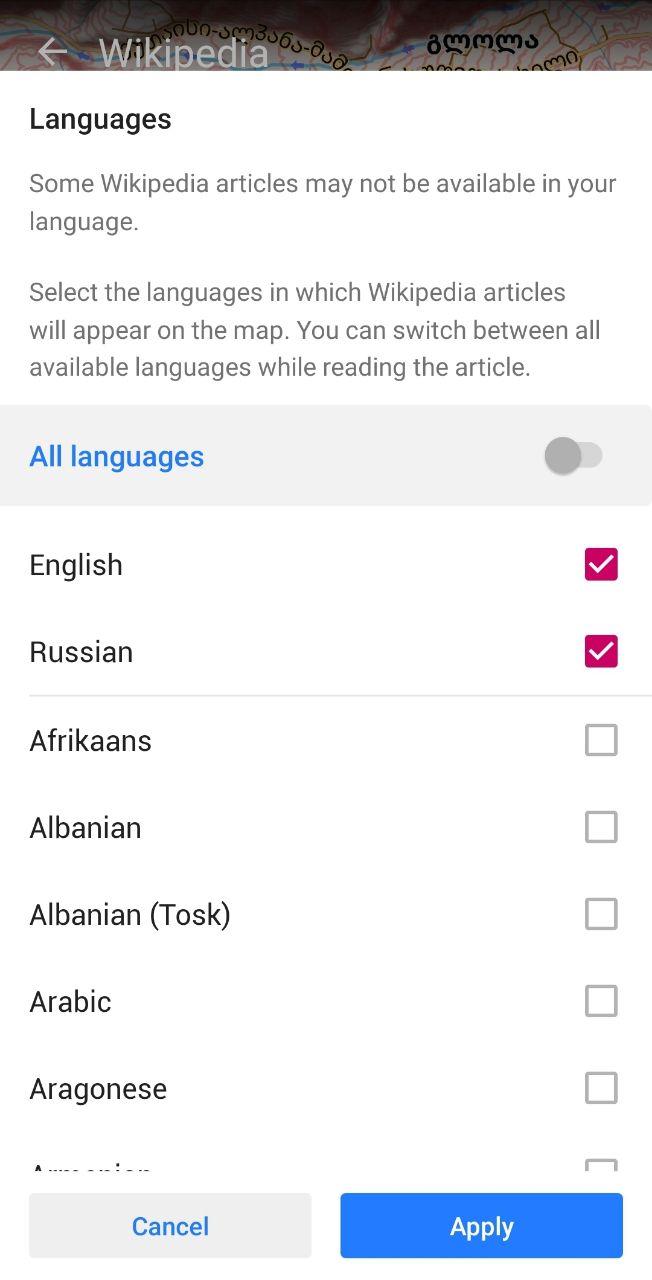 Wikipedia
გლოლა
Languages
Some Wikipedia articles may not be available in your
language.
Select the languages in which Wikipedia articles
will appear on the map. You can switch between all
available languages while reading the article.
All languages
English
Russian
Afrikaans
Albanian
Albanian (Tosk)
Arabic
Aragonese
Cancel
Apply